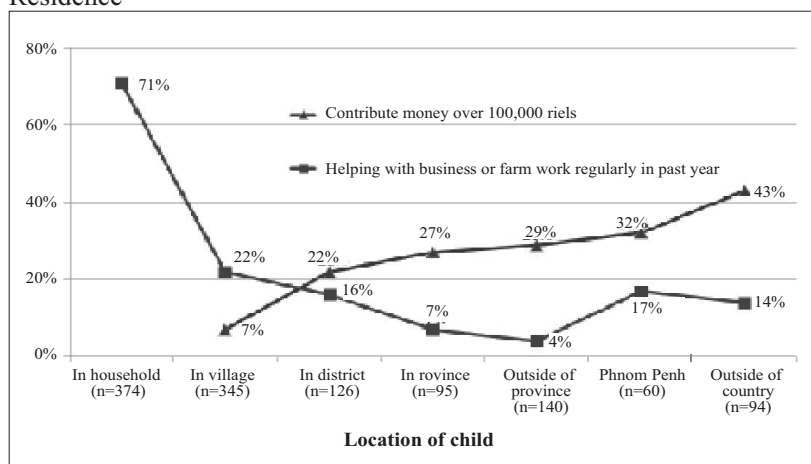 Residence
80%
60%
40%
20%
0%
71%
Contribute money over 100,000 riels
Helping with business or farm work regularly in past year
22%
7%
22%
16%
27%
7%
29%
4%
32%
17%
43%
14%
In household
(n=374)
In village
(n=345)
In district
(n=126)
In rovince
(n=95)
Outside of
province
(n=140)
Phnom Penh
(n=60)
Outside of
country
(n=94)
Location of child